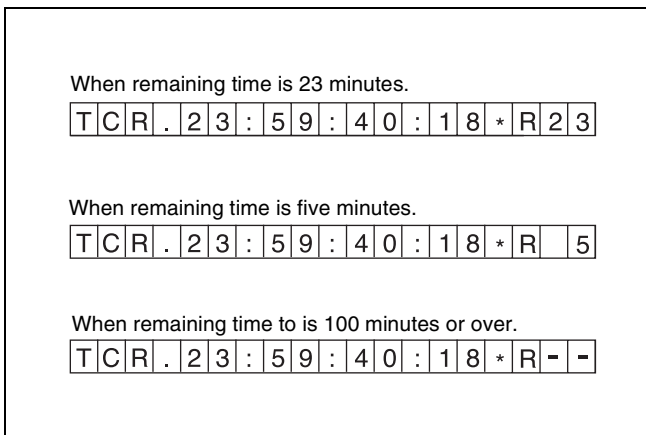 When remaining time is 23 minutes.
TCR.23:59:40:18*R23
When remaining time is five minutes.
TCR.23:59:40:18*R 5
When remaining time to is 100 minutes or over.
TCR.23:59:40:18*R--